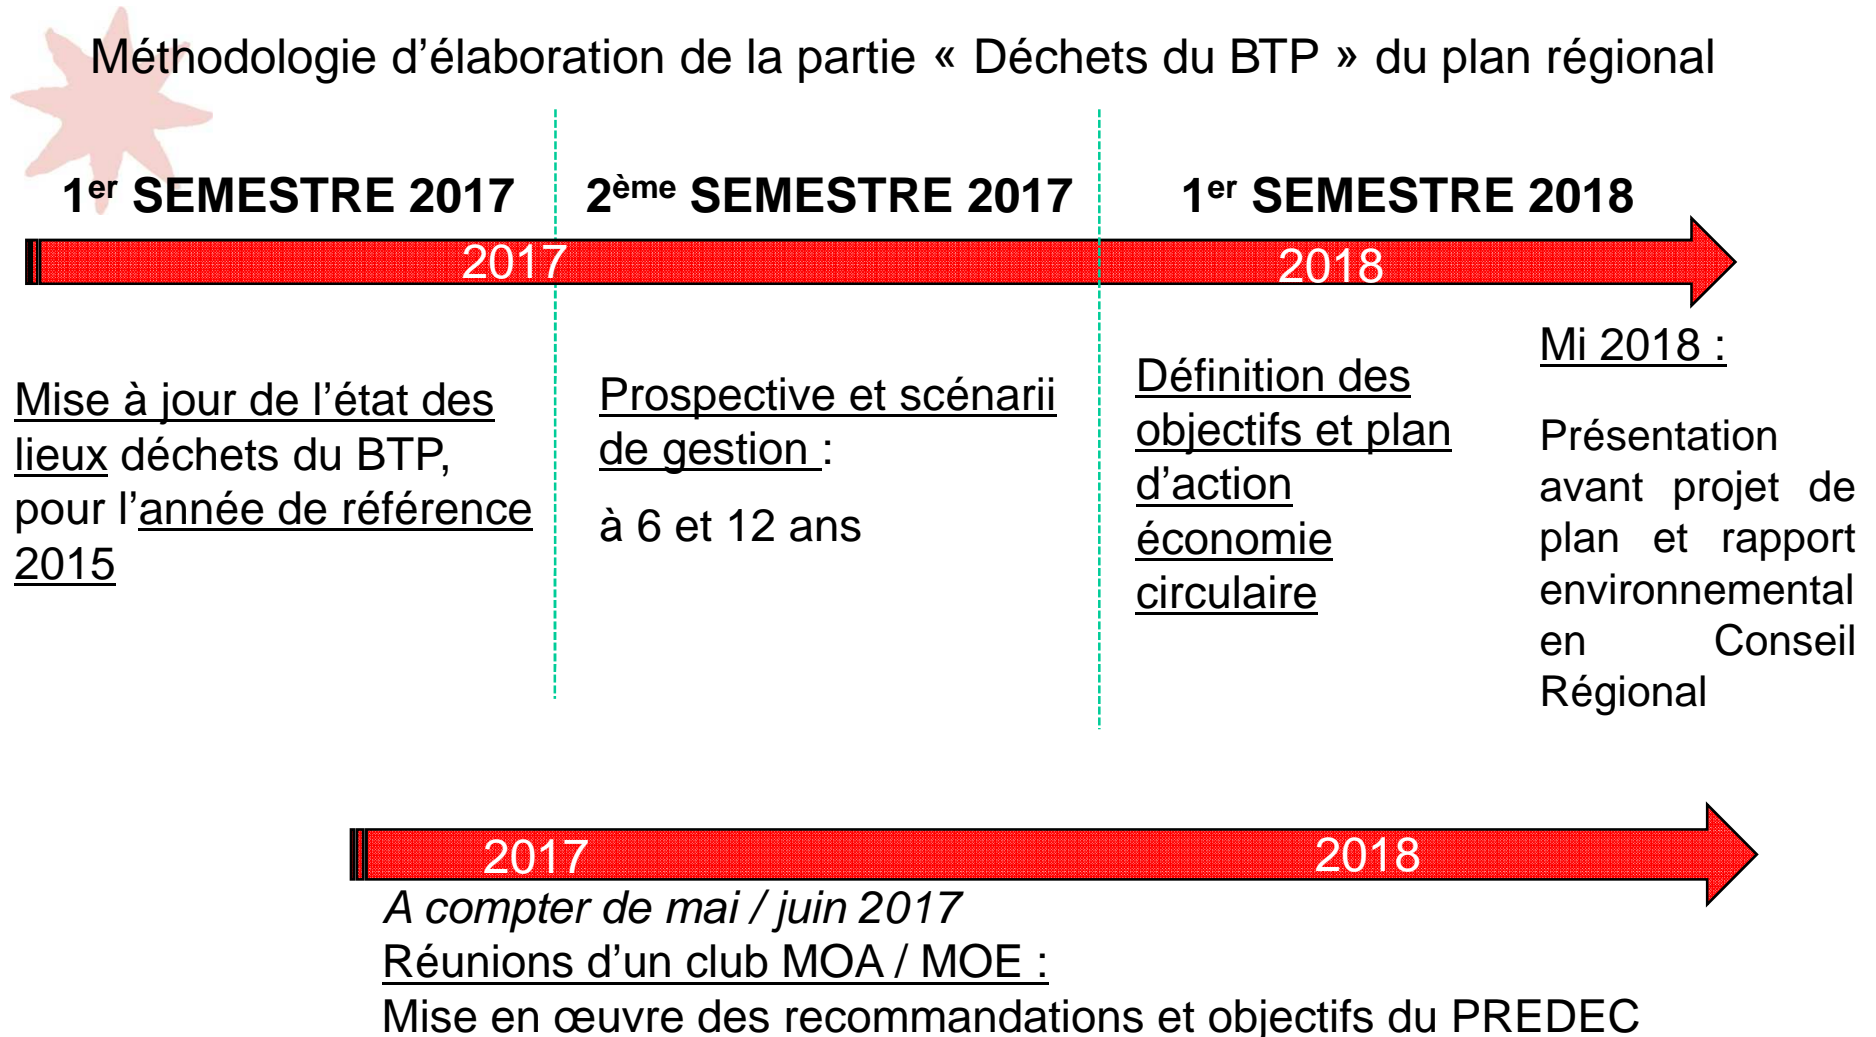 Méthodologie d’élaboration de la partie « Déchets du BTP » du plan régional
1er SEMESTRE 2017
2ème SEMESTRE 2017
1er SEMESTRE 2018
2017
2018
Mise à jour de l’état des
lieux déchets du BTP,
pour l’année de référence
2015
Prospective et scénarii
de gestion :
à 6 et 12 ans
Définition des
objectifs et plan
d’action
économie
circulaire
Mi 2018 :
Présentation
avant projet de
plan et rapport
environnemental
en Conseil
Régional
2017
2018
A compter de mai / juin 2017
Réunions d’un club MOA / MOE :
Mise en œuvre des recommandations et objectifs du PREDEC